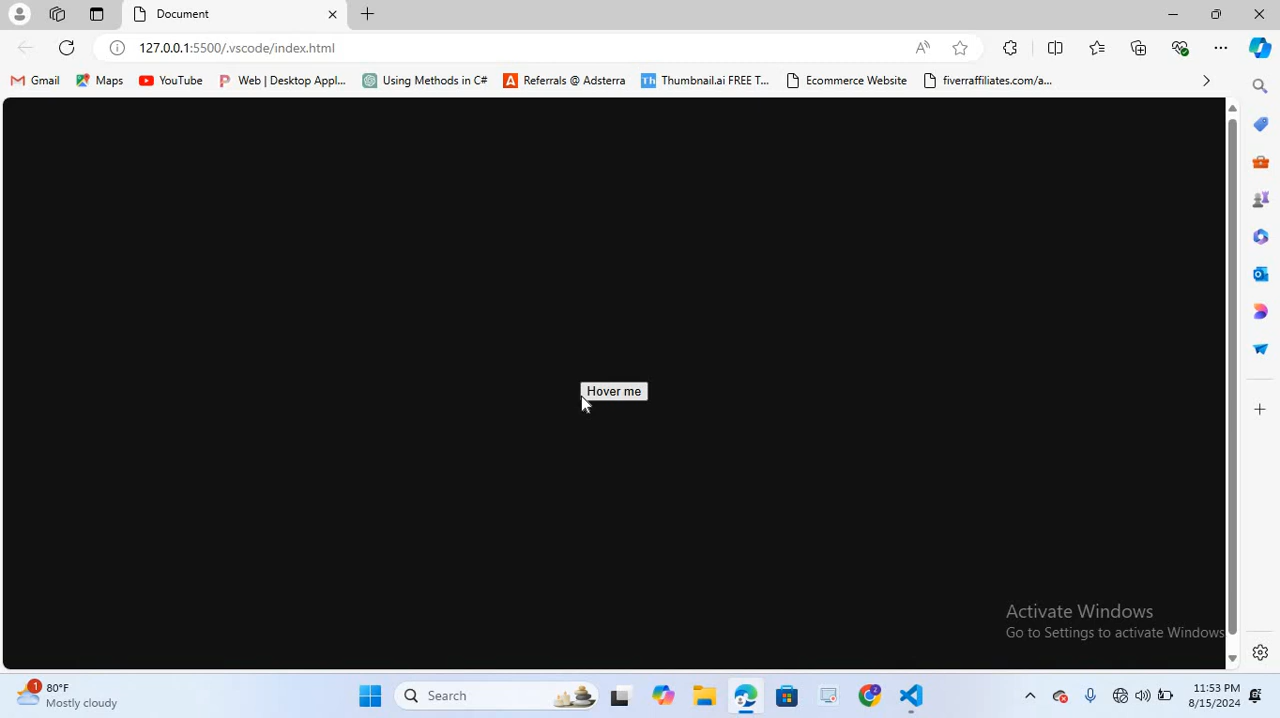 Document
127.0.0.1:5500/.vscode/index.html
Gmail Maps YouTube Web | Desktop Appl... Using Methods in C# Referrals @ Adsterra Thumbnail.ai FREE T... Ecommerce Website fiverraffiliates.com/a...
Hover me
Activate Windows
Go to Settings to activate Windows
80°F
Mostly cloudy
Search
11:53 PM
8/15/2024